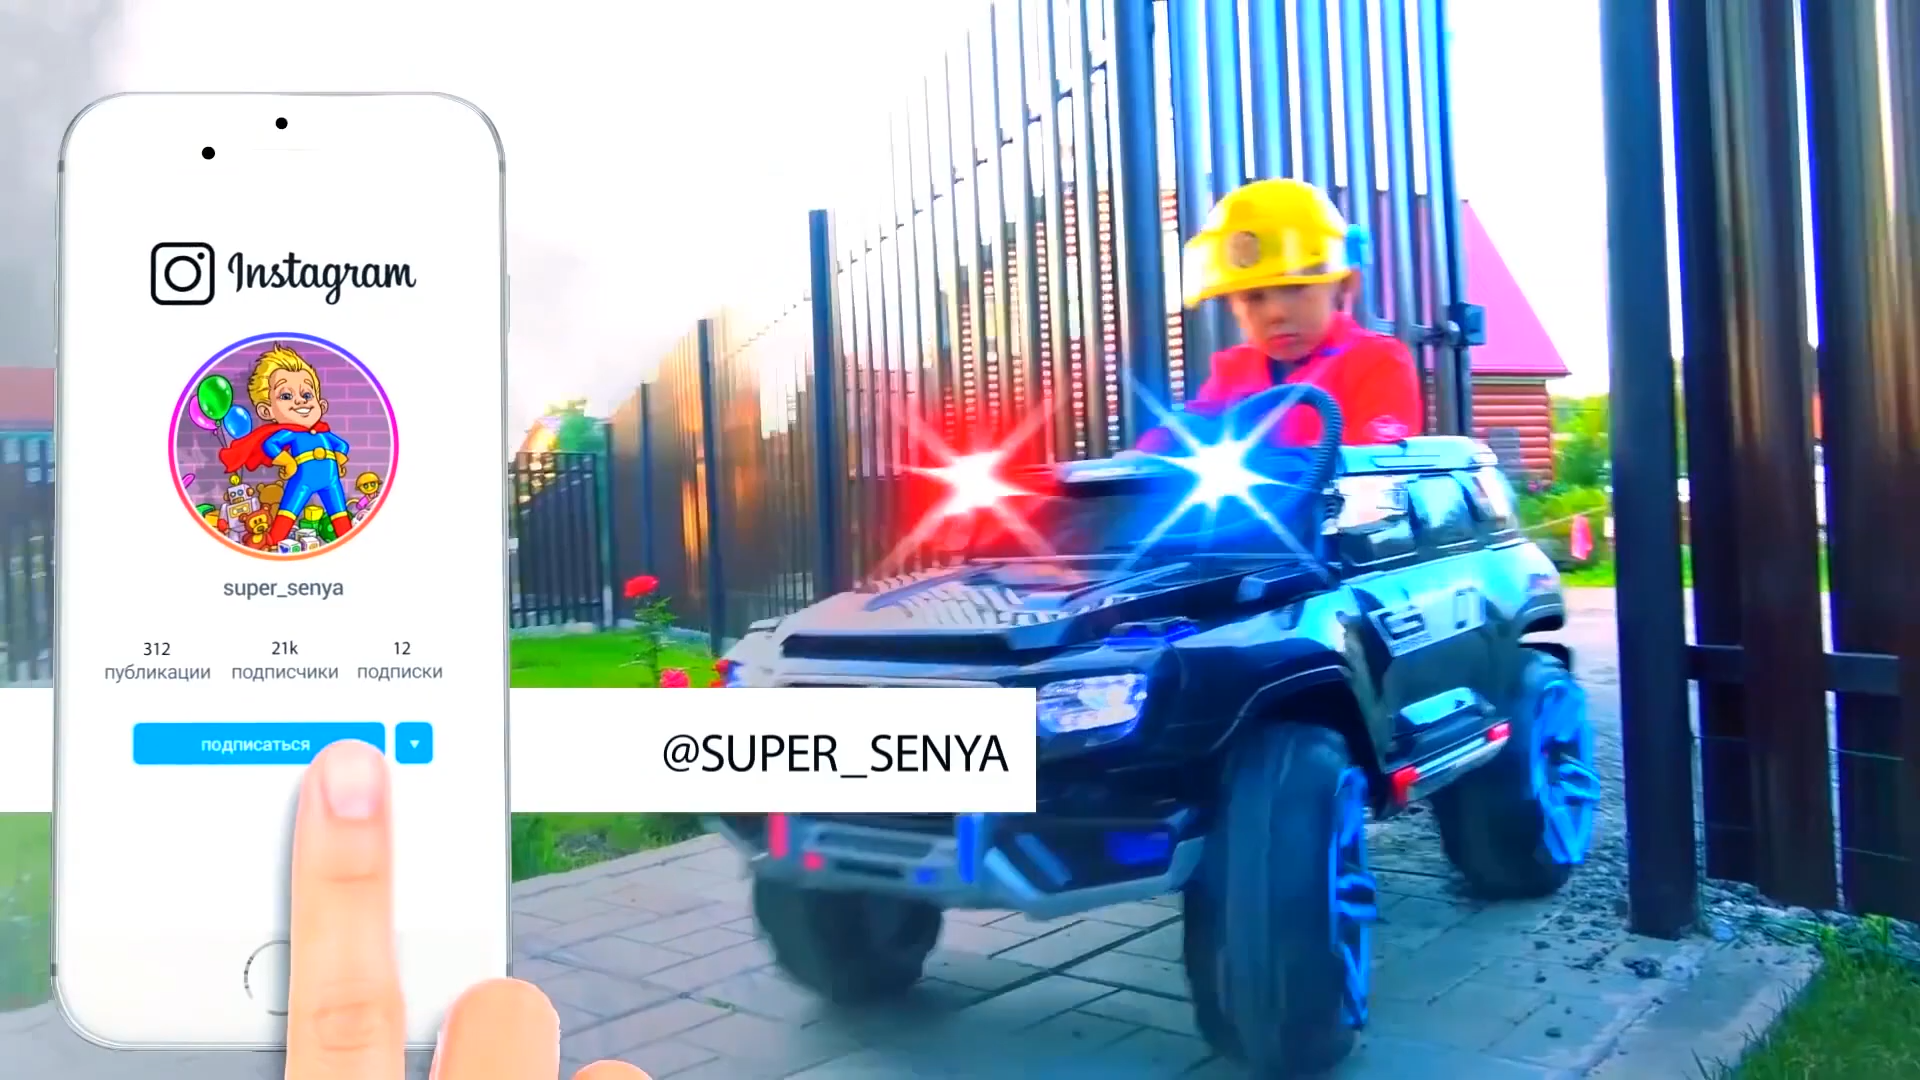 Instagram
super_senya
312 21k 12
публикации подписчики подписки
подписаться
@SUPER_SENYA